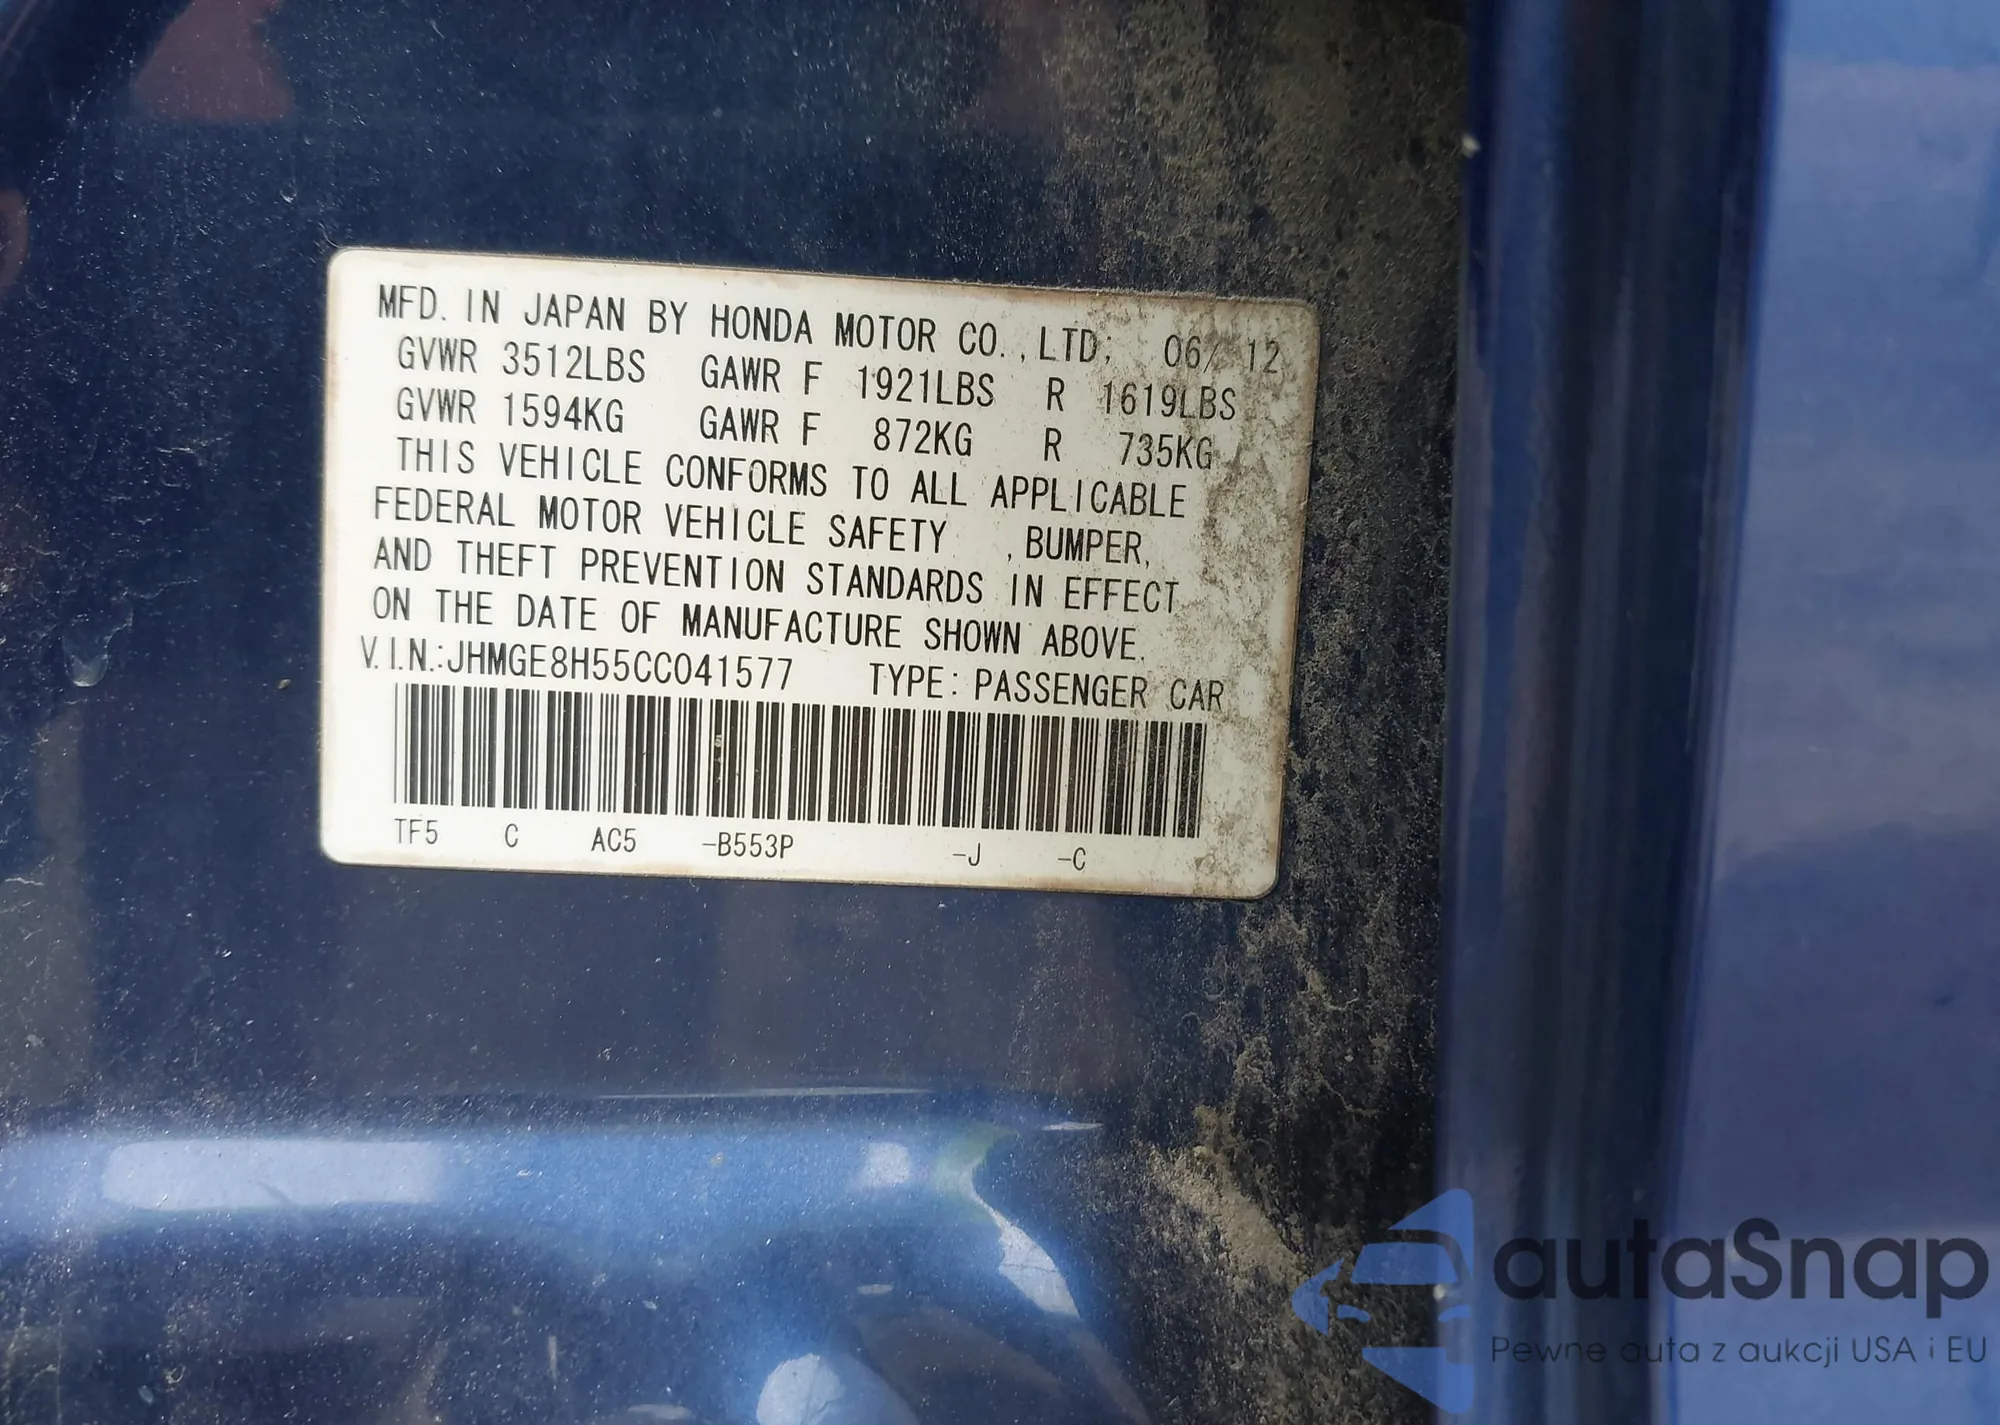 MFD. IN JAPAN BY HONDA MOTOR CO.,LTD; 06/ 12
GVWR 3512LBS GAWR F 1921LBS R 1619LBS
GVWR 1594KG GAWR F 872KG R 735KG
THIS VEHICLE CONFORMS TO ALL APPLICABLE
FEDERAL MOTOR VEHICLE SAFETY ,BUMPER,
AND THEFT PREVENTION STANDARDS IN EFFECT
ON THE DATE OF MANUFACTURE SHOWN ABOVE.
V.I.N.:JHMGE8H55CC041577 TYPE: PASSENGER CAR
TF5 C AC5 -B553P -J -C
autaSnap
Pewne auta z aukcji USA i EU